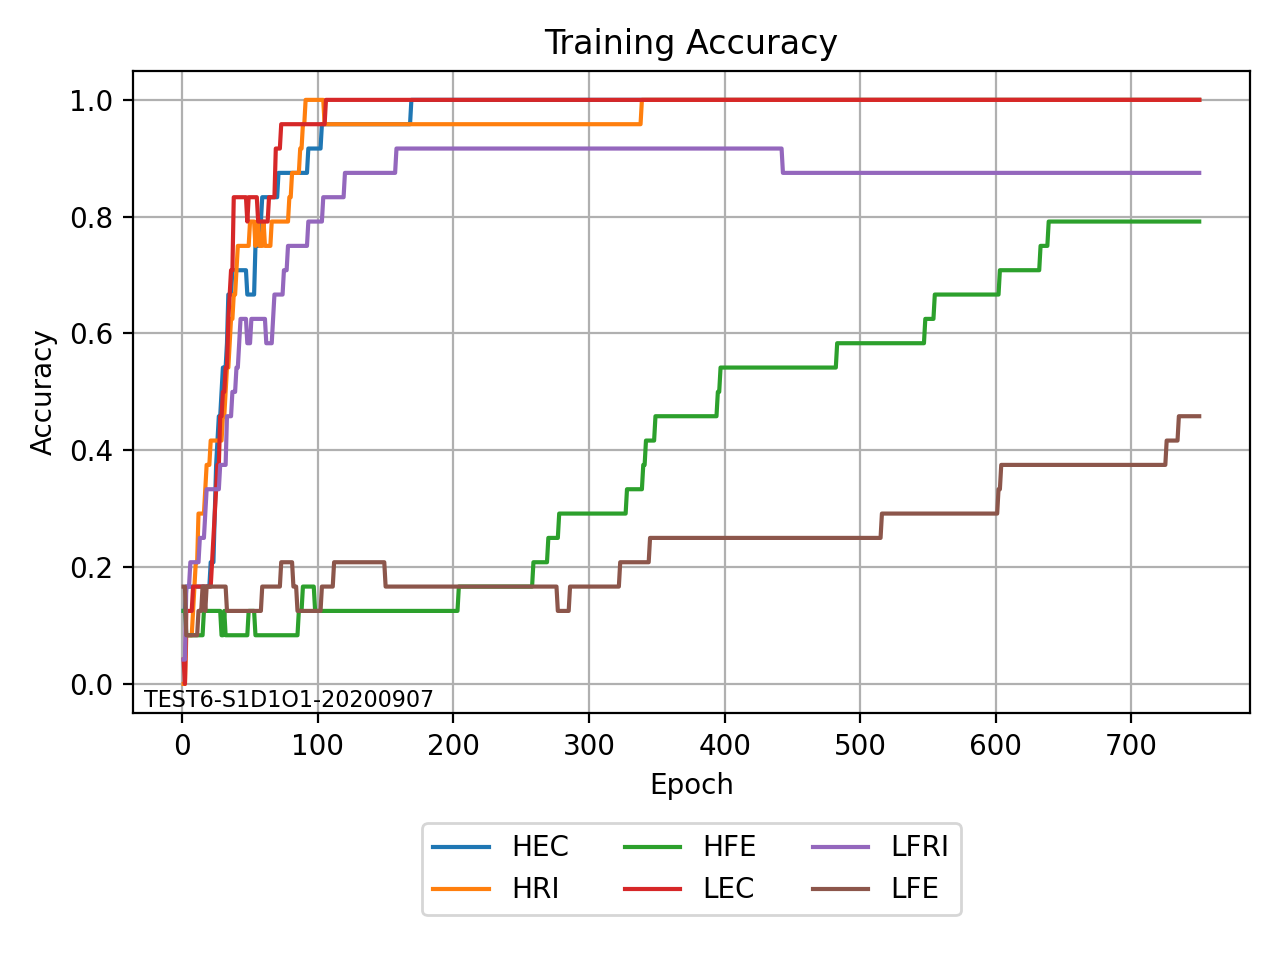 Training Accuracy
1.0
0.8
0.6
0.4
0.2
0.0
Accuracy
TEST6-S1D1O1-20200907
0 100 200 300 400 500 600 700
Epoch
HEC HFE LFRI
HRI LEC LFE